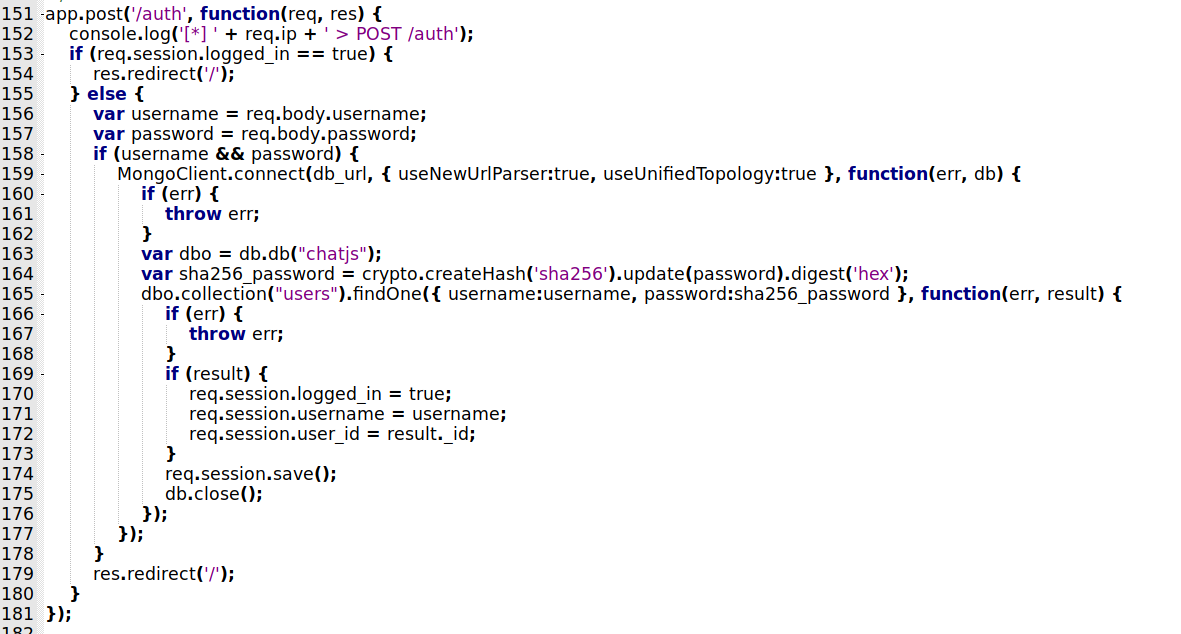 151 app.post('/auth', function(req, res) {
152 console.log('[*] ' + req.ip + ' > POST /auth');
153 if (req.session.logged_in == true) {
154 res.redirect('/');
155 } else {
156 var username = req.body.username;
157 var password = req.body.password;
158 if (username && password) {
159 MongoClient.connect(db_url, { useNewUrlParser:true, useUnifiedTopology:true }, function(err, db) {
160 if (err) {
161 throw err;
162 }
163 var dbo = db.db("chatjs");
164 var sha256_password = crypto.createHash('sha256').update(password).digest('hex');
165 dbo.collection("users").findOne({ username:username, password:sha256_password }, function(err, result) {
166 if (err) {
167 throw err;
168 }
169 if (result) {
170 req.session.logged_in = true;
171 req.session.username = username;
172 req.session.user_id = result._id;
173 }
174 req.session.save();
175 db.close();
176 });
177 });
178 }
179 res.redirect('/');
180 }
181 });
182